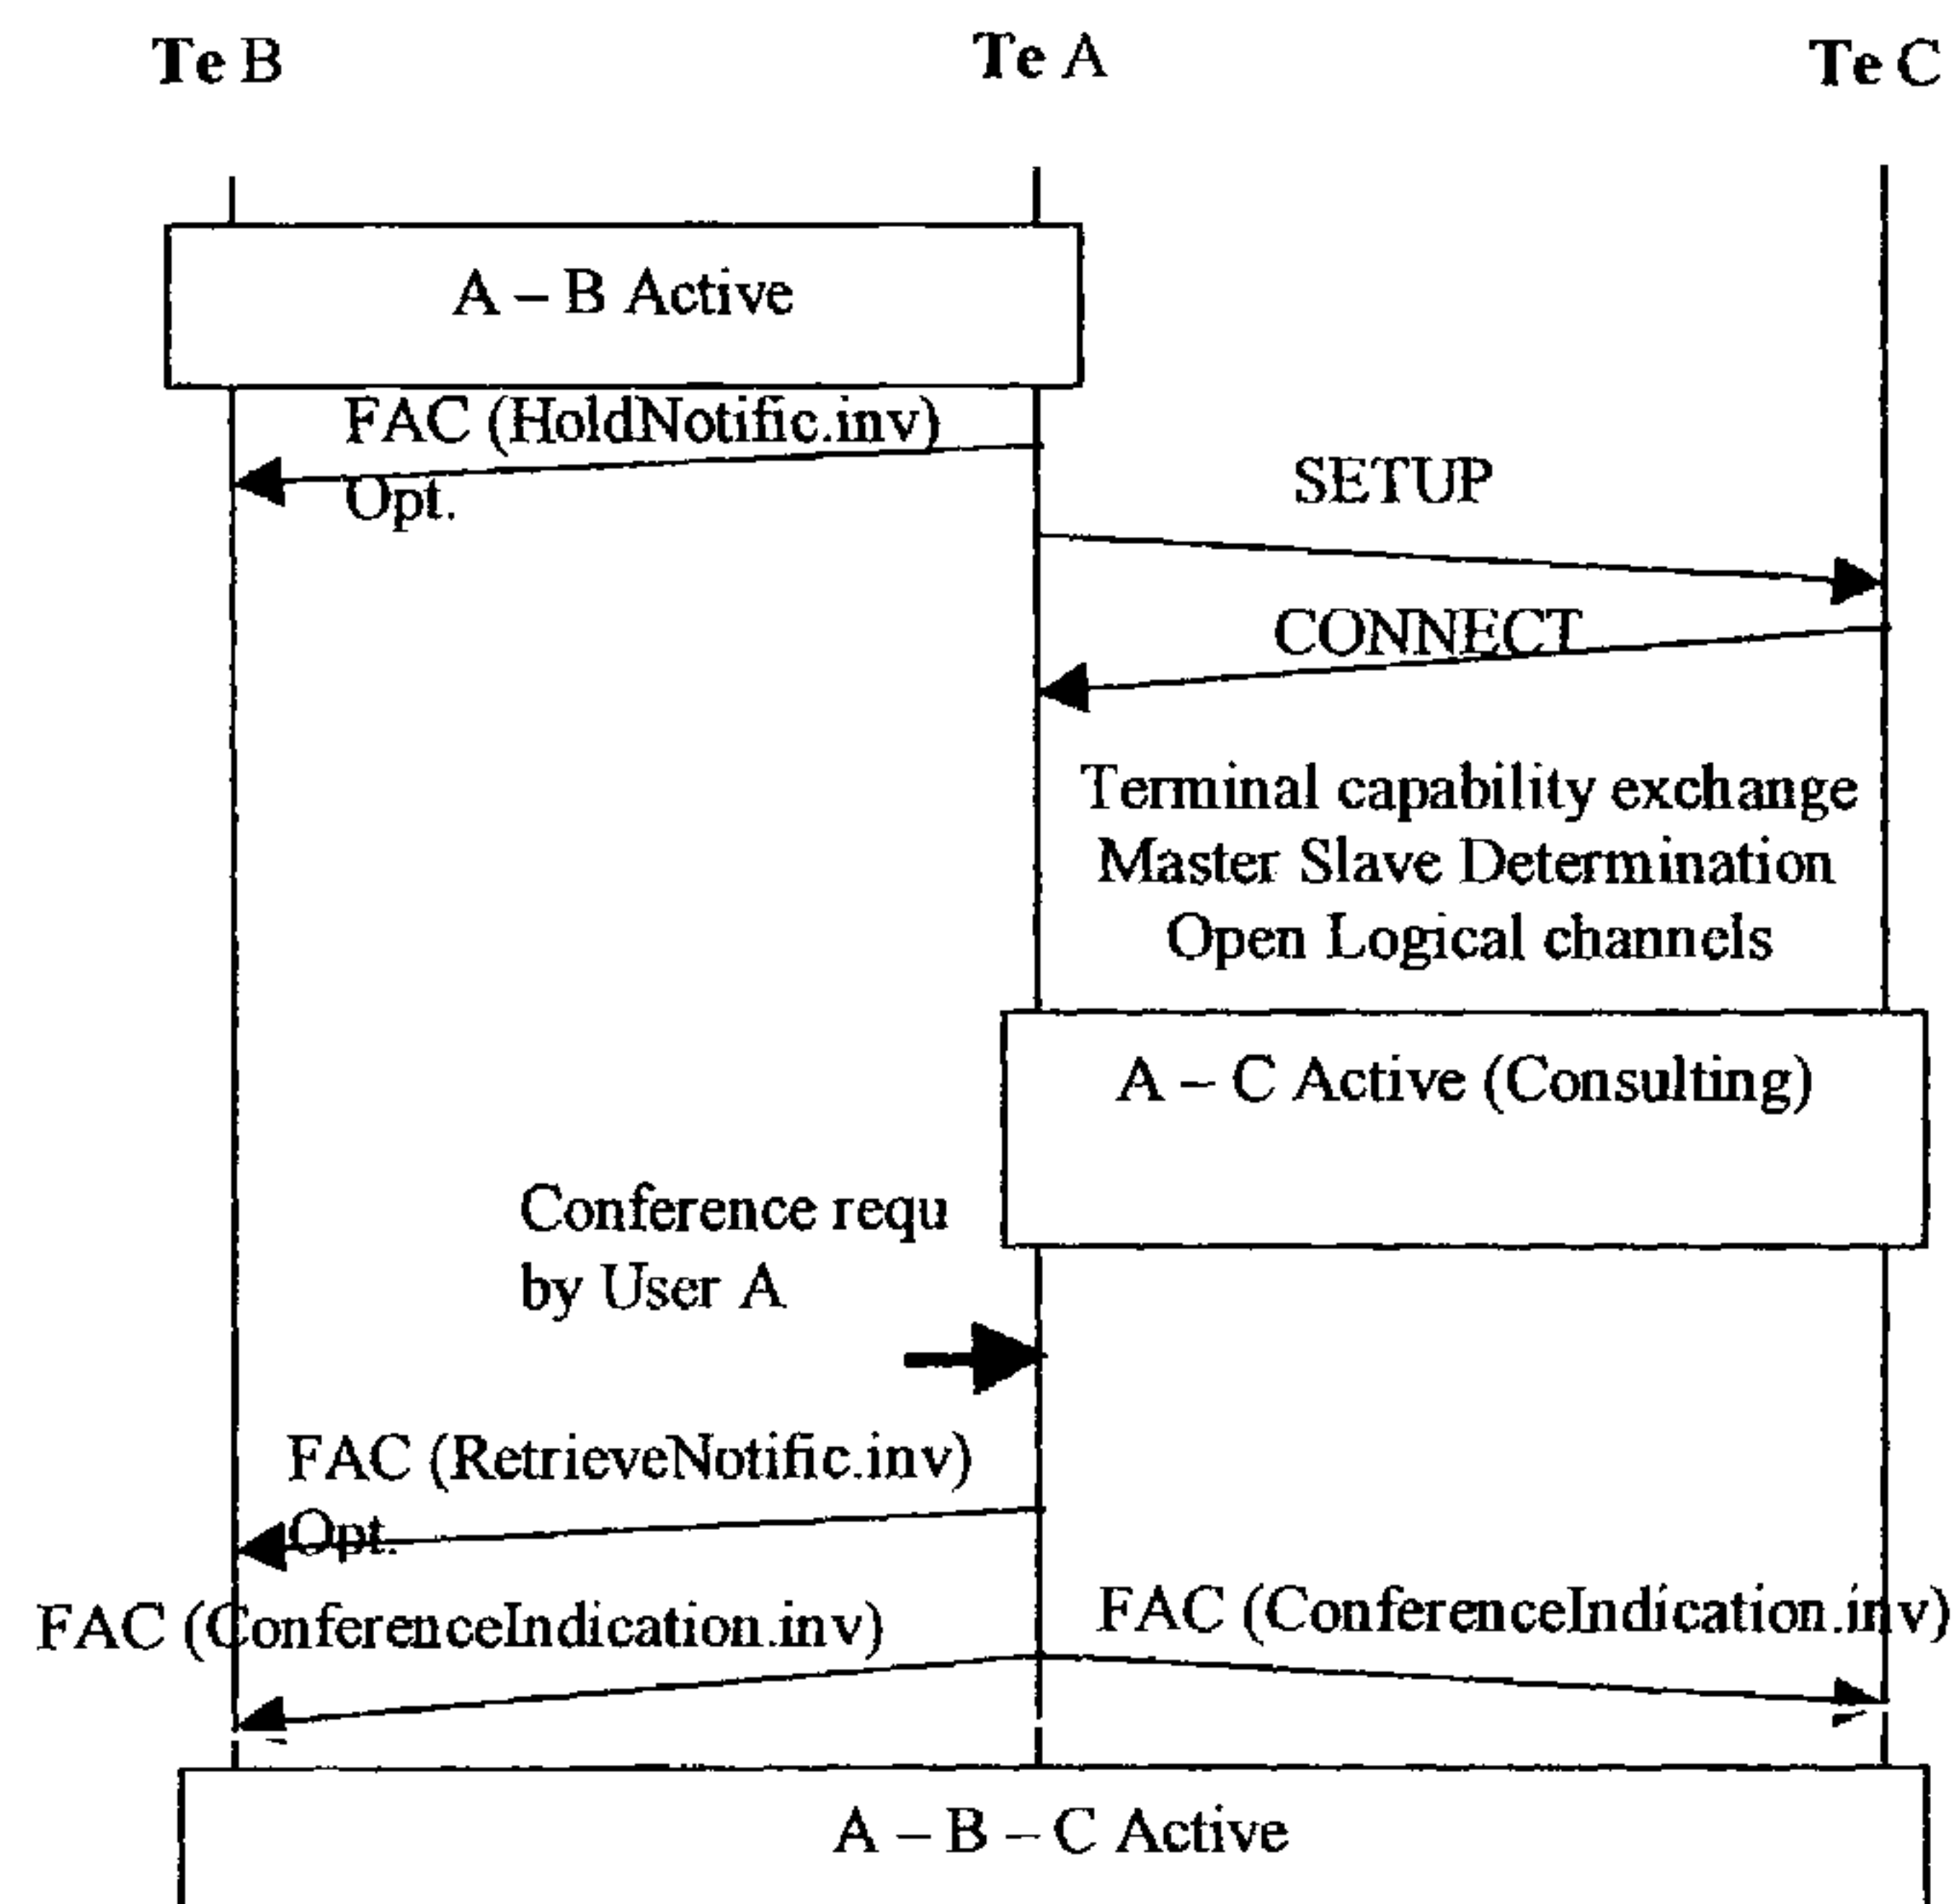 Te B
Te A
Te C
A – B Active
FAC (HoldNotific.inv)
Opt.
SETUP
CONNECT
Terminal capability exchange
Master Slave Determination
Open Logical channels
A – C Active (Consulting)
Conference requ
by User A
FAC (RetrieveNotific.inv)
Opt.
FAC (ConferenceIndication.inv)
FAC (ConferenceIndication.inv)
A – B – C Active